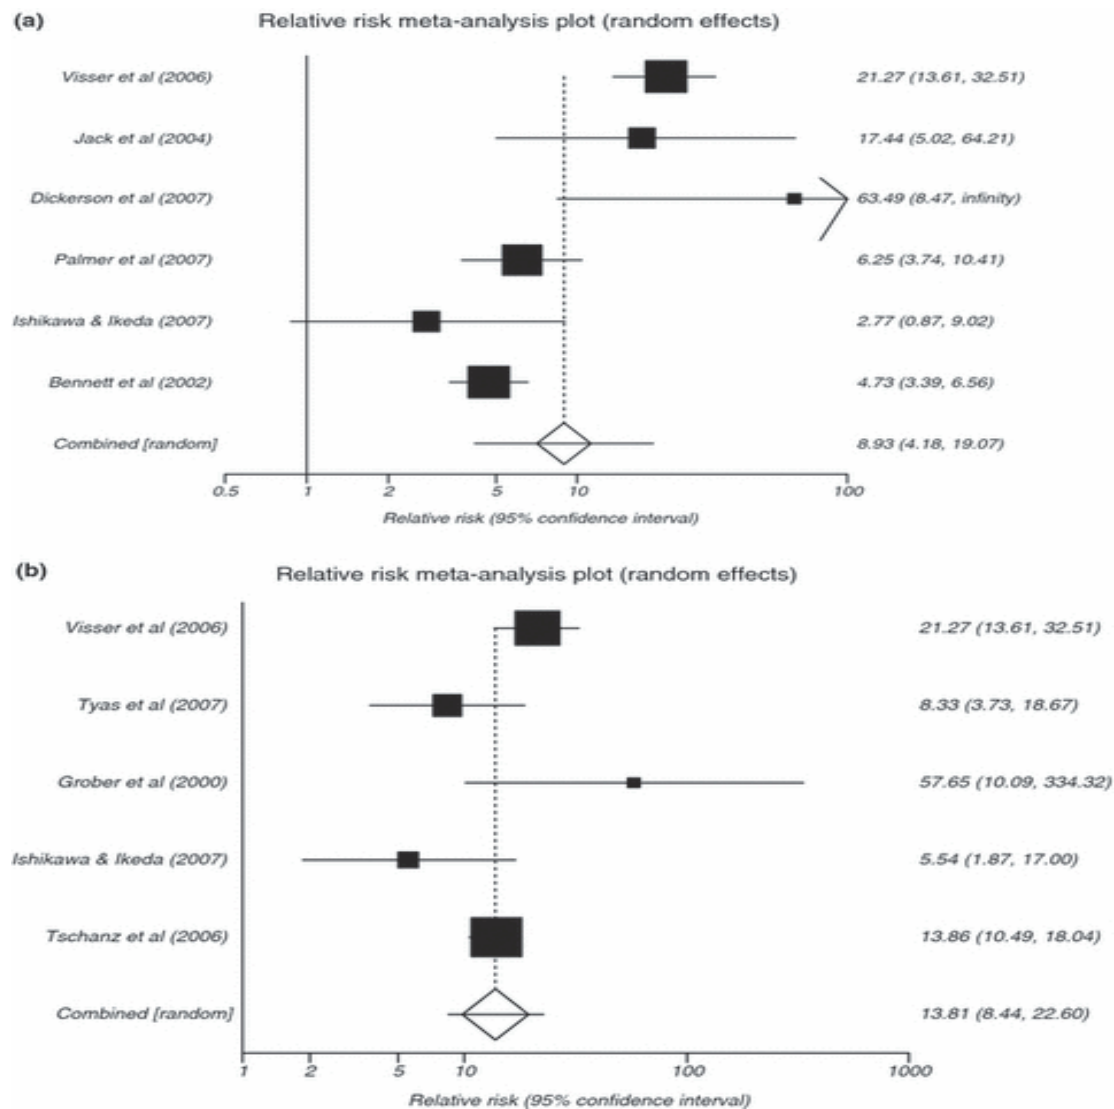 (a)
Relative risk meta-analysis plot (random effects)
Visser et al (2006) 21.27 (13.61, 32.51)
Jack et al (2004) 17.44 (5.02, 64.21)
Dickerson et al (2007) 63.49 (8.47, infinity)
Palmer et al (2007) 6.25 (3.74, 10.41)
Ishikawa & Ikeda (2007) 2.77 (0.87, 9.02)
Bennett et al (2002) 4.73 (3.39, 6.56)
Combined [random] 8.93 (4.18, 19.07)
0.5 1 2 5 10 100
Relative risk (95% confidence interval)
(b)
Relative risk meta-analysis plot (random effects)
Visser et al (2006) 21.27 (13.61, 32.51)
Tyas et al (2007) 8.33 (3.73, 18.67)
Grober et al (2000) 57.65 (10.09, 334.32)
Ishikawa & Ikeda (2007) 5.54 (1.87, 17.00)
Tschanz et al (2006) 13.86 (10.49, 18.04)
Combined [random] 13.81 (8.44, 22.60)
1 2 5 10 100 1000
Relative risk (95% confidence interval)